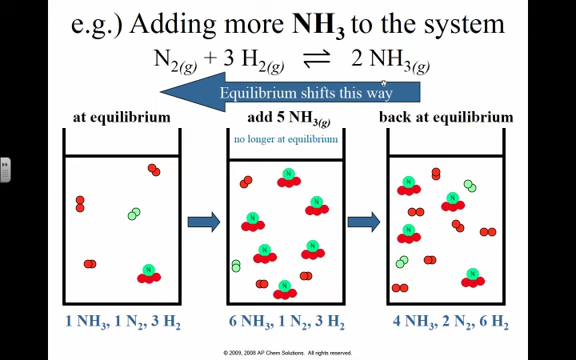 e.g.) Adding more NH3 to the system
N2(g) + 3 H2(g) ⇌ 2 NH3(g)
Equilibrium shifts this way
at equilibrium
add 5 NH3(g)
back at equilibrium
no longer at equilibrium
N
N
N
N
N
N
N
N
N
N
N
1 NH3, 1 N2, 3 H2
6 NH3, 1 N2, 3 H2
4 NH3, 2 N2, 6 H2
© 2009, 2008 AP Chem Solutions. All rights reserved.